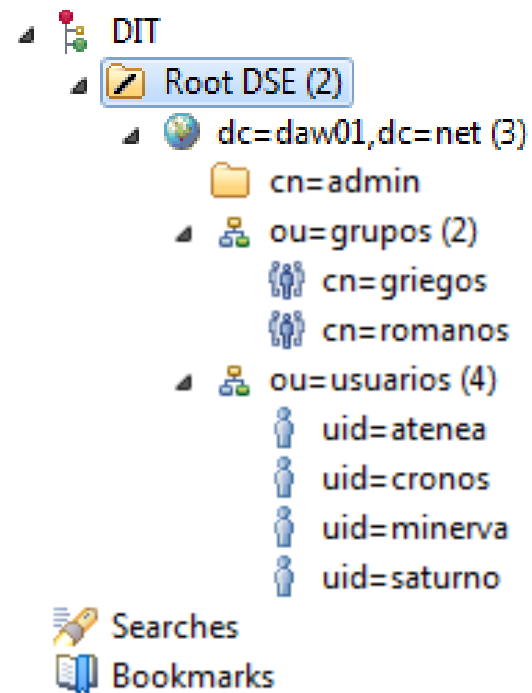 DIT
Root DSE (2)
dc=daw01,dc=net (3)
cn=admin
ou=grupos (2)
cn=griegos
cn=romanos
ou=usuarios (4)
uid=atenea
uid=cronos
uid=minerva
uid=saturno
Searches
Bookmarks